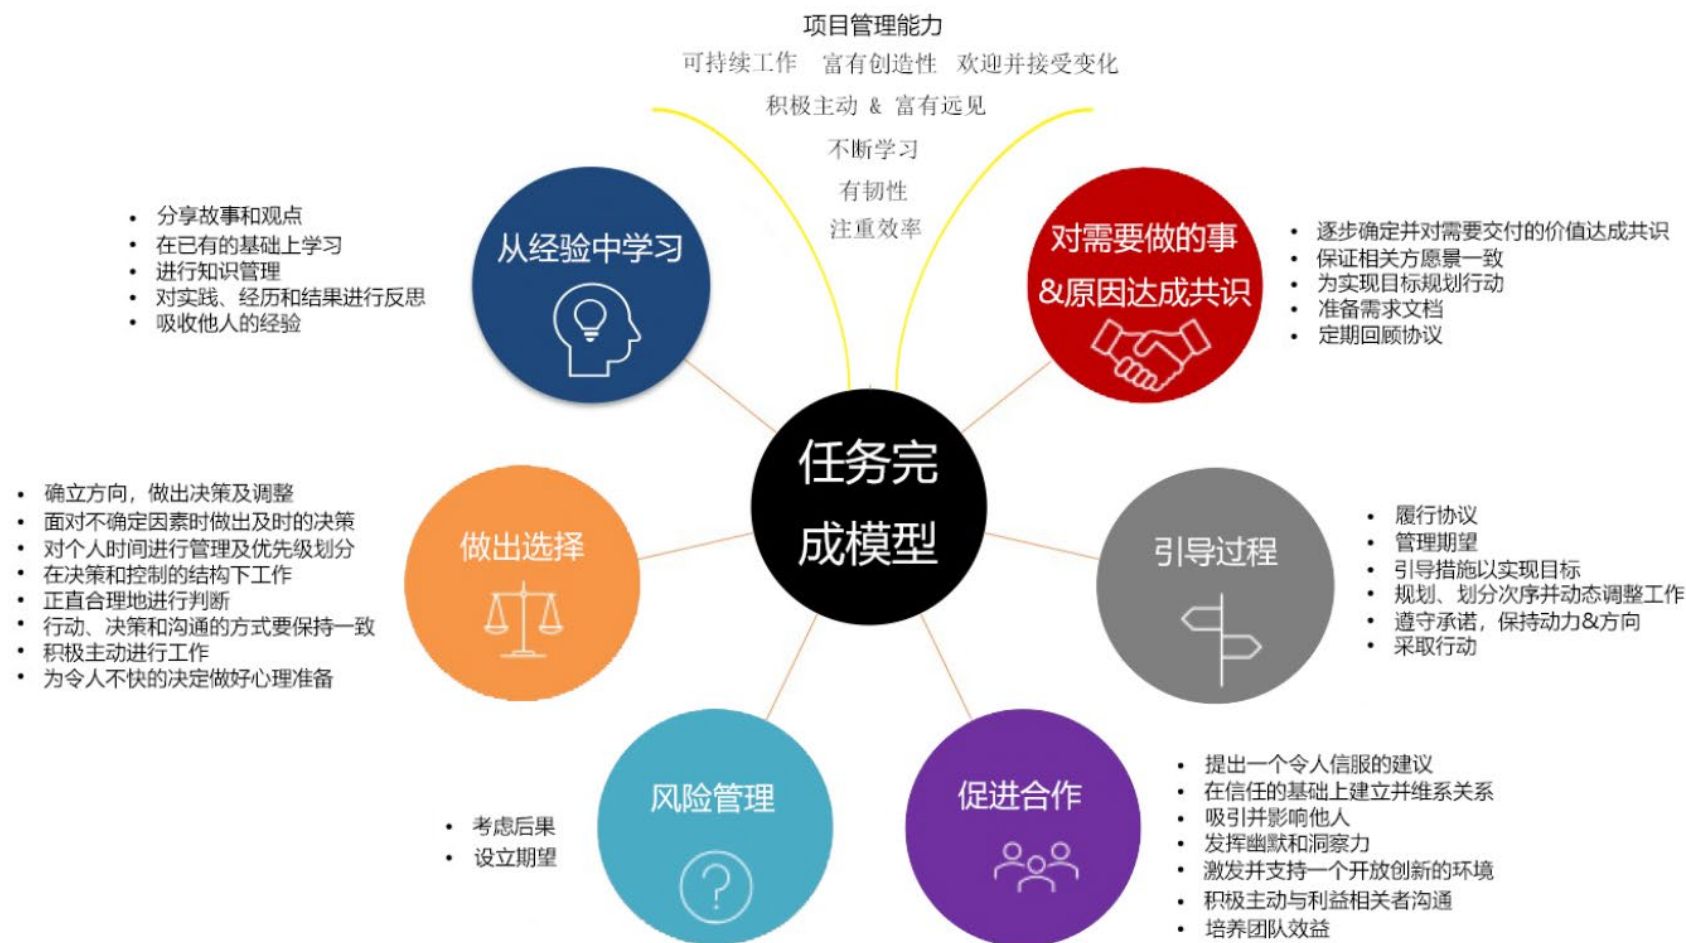 项目管理能力
可持续工作 富有创造性 欢迎并接受变化
积极主动 & 富有远见
不断学习
有韧性
注重效率
从经验中学习
• 分享故事和观点
• 在已有的基础上学习
• 进行知识管理
• 对实践、经历和结果进行反思
• 吸收他人的经验
对需要做的事
&原因达成共识
• 逐步确定并对需要交付的价值达成共识
• 保证相关方愿景一致
• 为实现目标规划行动
• 准备需求文档
• 定期回顾协议
任务完
成模型
做出选择
• 确立方向，做出决策及调整
• 面对不确定因素时做出及时的决策
• 对个人时间进行管理及优先级划分
• 在决策和控制的结构下工作
• 正直合理地进行判断
• 行动、决策和沟通的方式要保持一致
• 积极主动进行工作
• 为令人不快的决定做好心理准备
引导过程
• 履行协议
• 管理期望
• 引导措施以实现目标
• 规划、划分次序并动态调整工作
• 遵守承诺，保持动力&方向
• 采取行动
风险管理
• 考虑后果
• 设立期望
?
促进合作
• 提出一个令人信服的建议
• 在信任的基础上建立并维系关系
• 吸引并影响他人
• 发挥幽默和洞察力
• 激发并支持一个开放创新的环境
• 积极主动与利益相关者沟通
• 培养团队效益